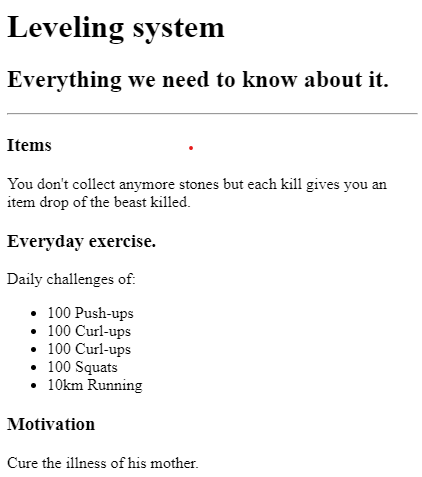 Leveling system
Everything we need to know about it.
Items
You don't collect anymore stones but each kill gives you an
item drop of the beast killed.
Everyday exercise.
Daily challenges of:
100 Push-ups
100 Curl-ups
100 Curl-ups
100 Squats
10km Running
Motivation
Cure the illness of his mother.